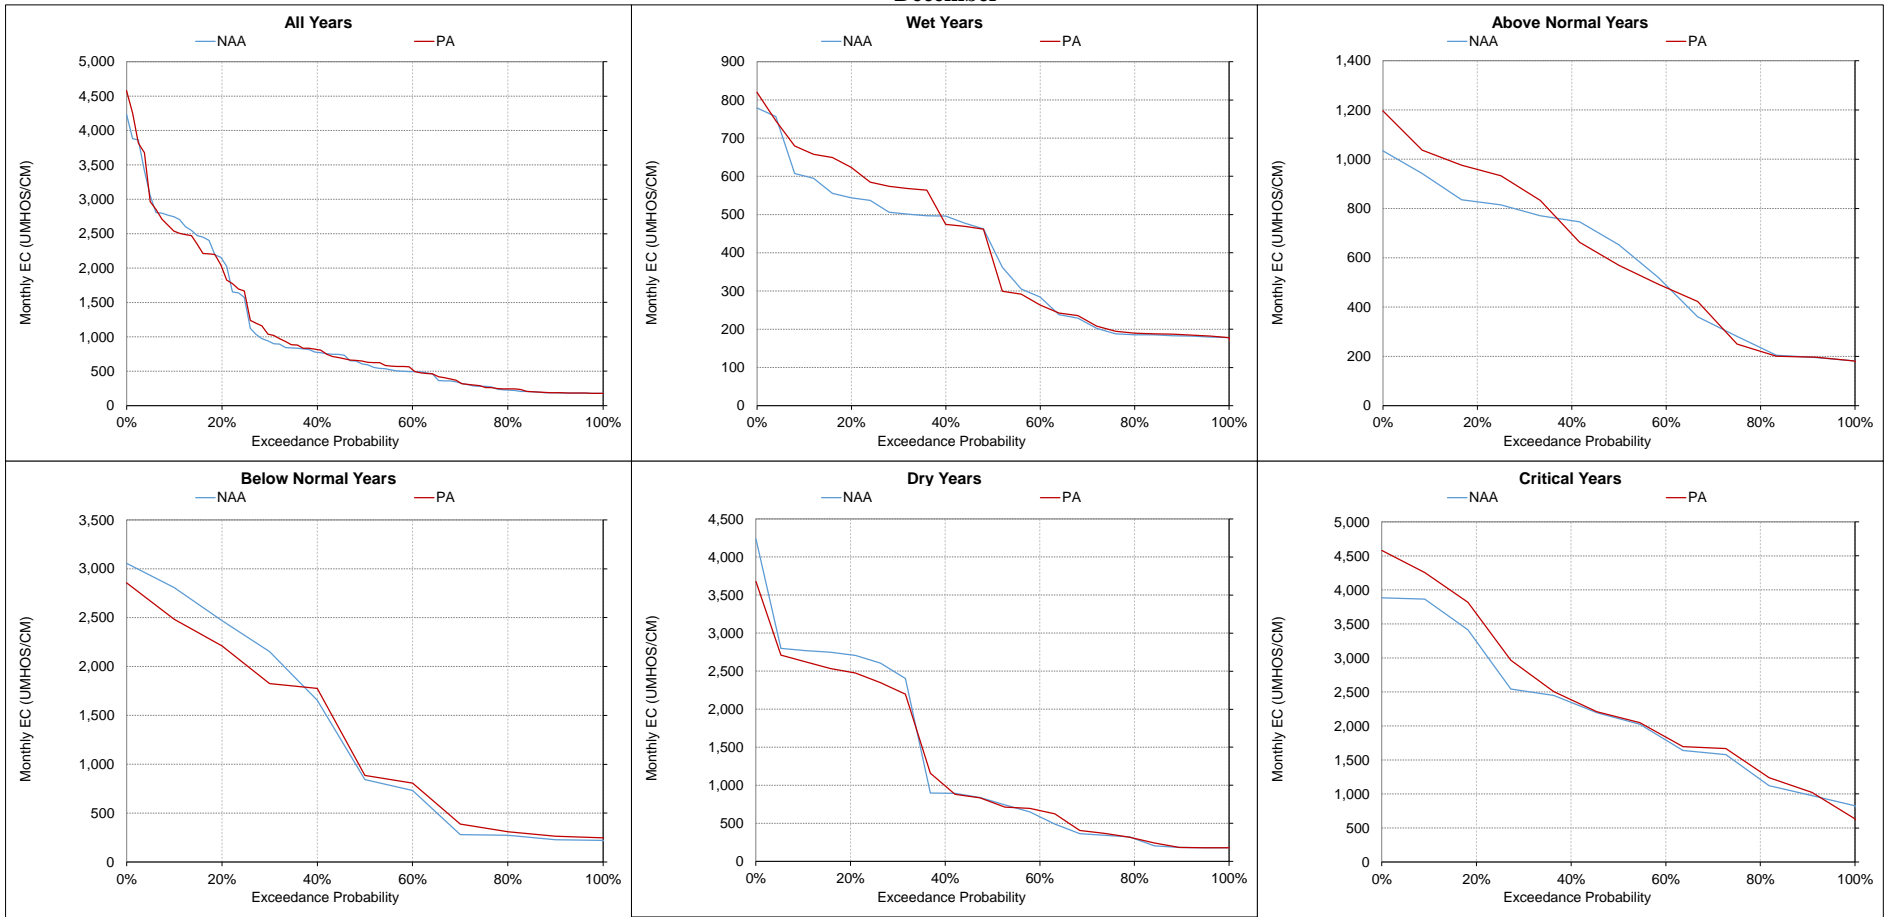 December
All Years
NAA PA
5,000
4,500
4,000
3,500
3,000
2,500
2,000
1,500
1,000
500
0
Monthly EC (UMHOS/CM)
0% 20% 40% 60% 80% 100%
Exceedance Probability
Wet Years
NAA PA
900
800
700
600
500
400
300
200
100
0
Monthly EC (UMHOS/CM)
0% 20% 40% 60% 80% 100%
Exceedance Probability
Above Normal Years
NAA PA
1,400
1,200
1,000
800
600
400
200
0
Monthly EC (UMHOS/CM)
0% 20% 40% 60% 80% 100%
Exceedance Probability
Below Normal Years
NAA PA
3,500
3,000
2,500
2,000
1,500
1,000
500
0
Monthly EC (UMHOS/CM)
0% 20% 40% 60% 80% 100%
Exceedance Probability
Dry Years
NAA PA
4,500
4,000
3,500
3,000
2,500
2,000
1,500
1,000
500
0
Monthly EC (UMHOS/CM)
0% 20% 40% 60% 80% 100%
Exceedance Probability
Critical Years
NAA PA
5,000
4,500
4,000
3,500
3,000
2,500
2,000
1,500
1,000
500
0
Monthly EC (UMHOS/CM)
0% 20% 40% 60% 80% 100%
Exceedance Probability